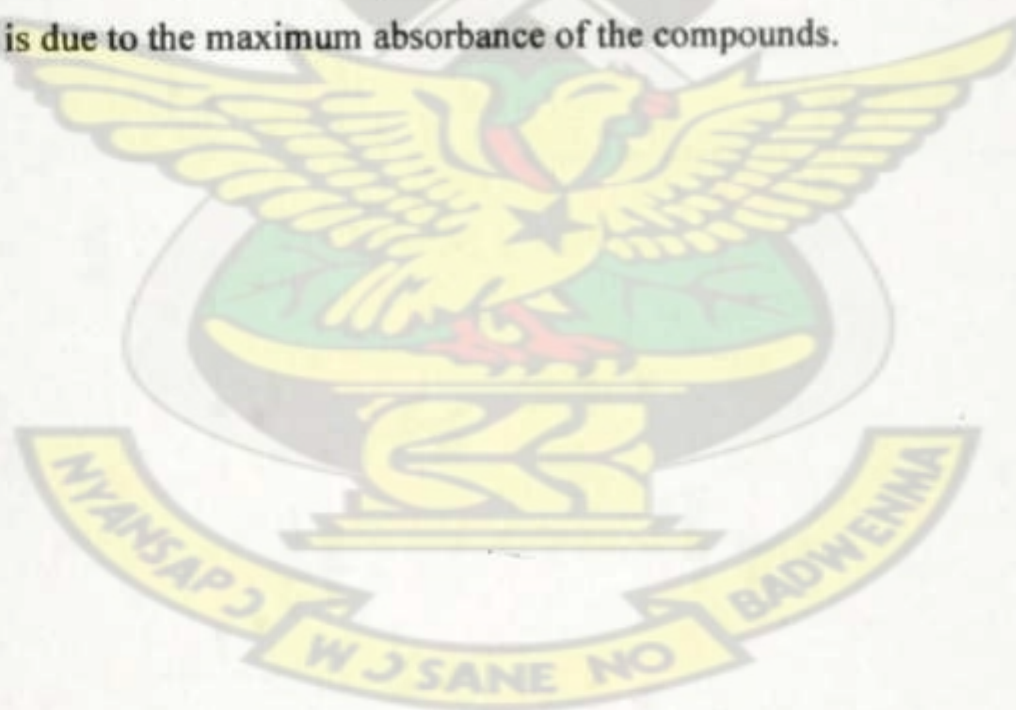 is due to the maximum absorbance of the compounds.
NYANSAPƆ
WƆSANE NO
BADWENMA